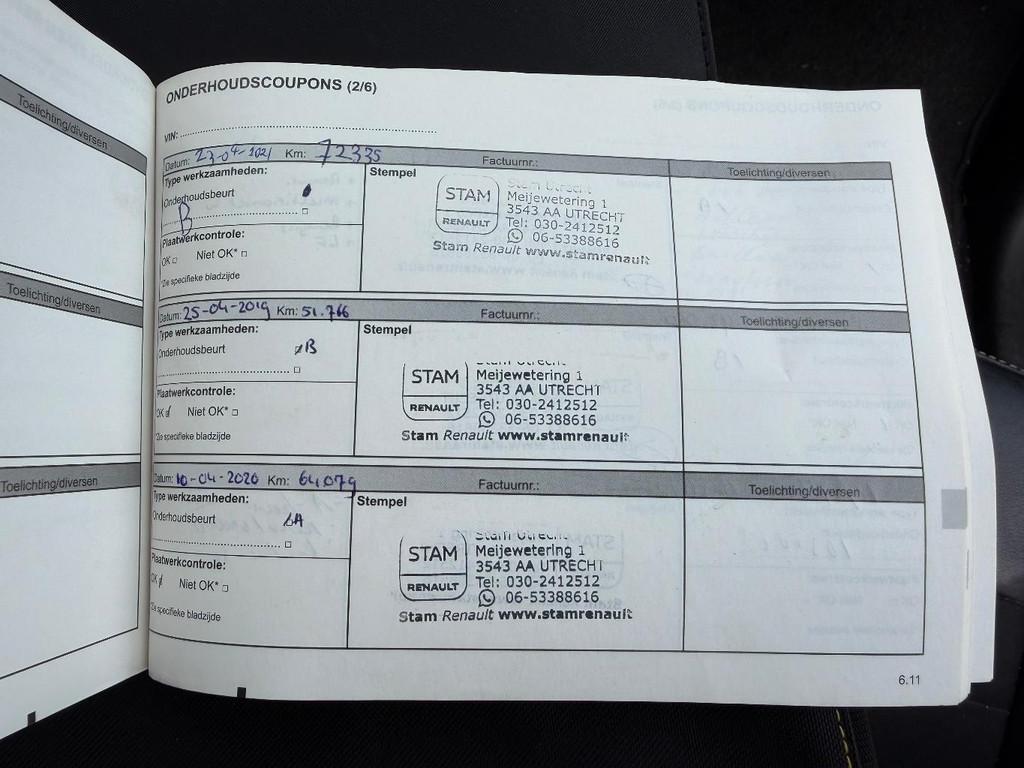 Toelichting/diversen
Toelichting/diversen
Toelichting/diversen
ONDERHOUDSCOUPONS (2/6)
VIN:
Datum: 23-04-2021 Km: 72335 Factuurnr.: Toelichting/diversen
Type werkzaamheden: Stempel
Onderhoudsbeurt
B
Plaatwerkcontrole:
OK □ Niet OK* □
*Zie specifieke bladzijde
STAM
RENAULT
Stam Utrecht
Meijewetering 1
3543 AA UTRECHT
Tel: 030-2412512
06-53388616
Stam Renault www.stamrenault
Datum: 25-04-2019 Km: 51.766 Factuurnr.: Toelichting/diversen
Type werkzaamheden: Stempel
Onderhoudsbeurt B
Plaatwerkcontrole:
OK Niet OK* □
*Zie specifieke bladzijde
STAM
RENAULT
Stam Utrecht
Meijewetering 1
3543 AA UTRECHT
Tel: 030-2412512
06-53388616
Stam Renault www.stamrenault
Datum: 10-04-2020 Km: 64.079 Factuurnr.: Toelichting/diversen
Type werkzaamheden: Stempel
Onderhoudsbeurt A
Plaatwerkcontrole:
OK Niet OK* □
*Zie specifieke bladzijde
STAM
RENAULT
Stam Utrecht
Meijewetering 1
3543 AA UTRECHT
Tel: 030-2412512
06-53388616
Stam Renault www.stamrenault
6.11